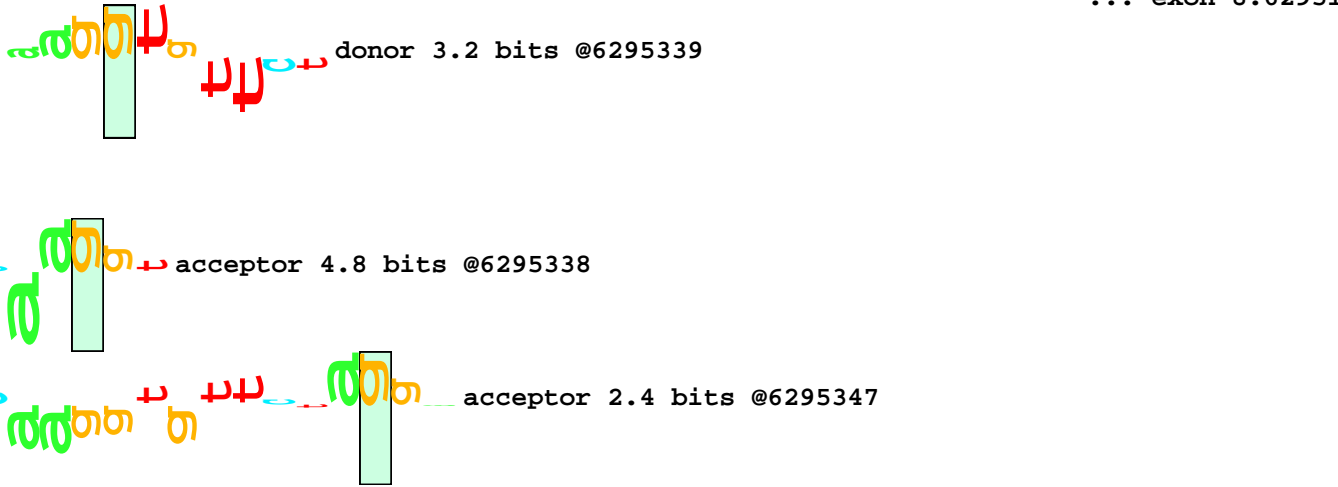 a a g g t g t t c t donor 3.2 bits @6295339
a a g g t acceptor 4.8 bits @6295338
a a g g t g t t c t a g g acceptor 2.4 bits @6295347